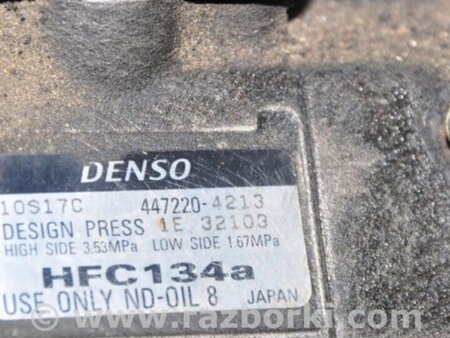 DENSO
10S17C 447220-4213
DESIGN PRESS 1E 32103
HIGH SIDE 3.53MPa LOW SIDE 1.67MPa
HFC134a
USE ONLY ND-OIL 8 JAPAN
www.razborki.com